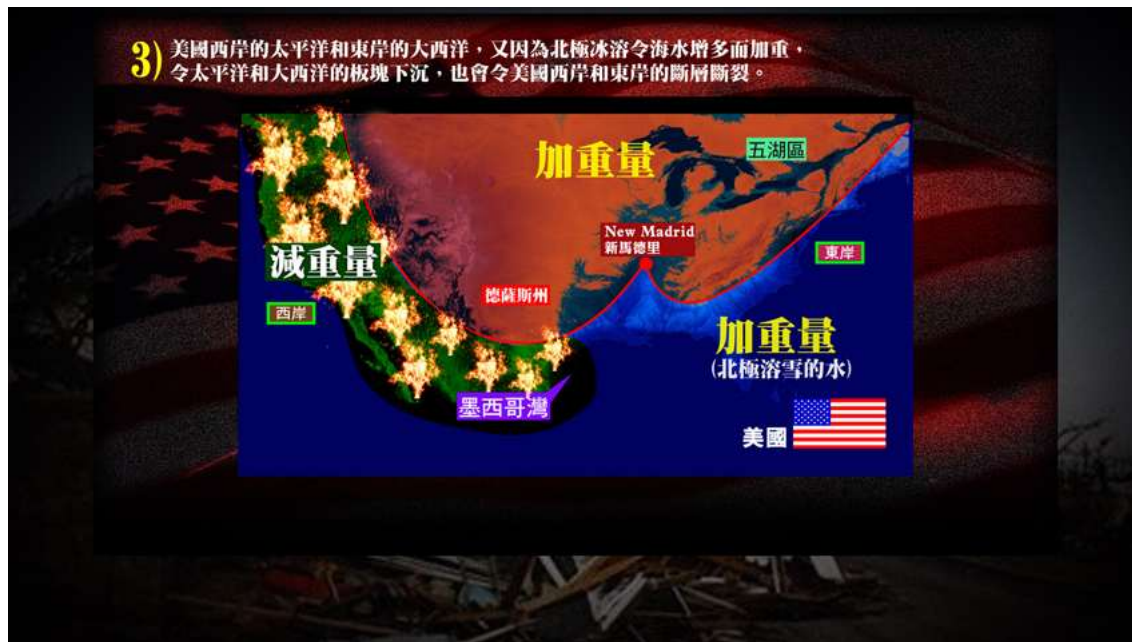 3) 美國西岸的太平洋和東岸的大西洋，又因為北極冰溶令海水增多而加重，
令太平洋和大西洋的板塊下沉，也會令美國西岸和東岸的斷層斷裂。
加重量
五湖區
New Madrid
新馬德里
減重量
東岸
德薩斯州
西岸
加重量
(北極溶雪的水)
墨西哥灣
美國